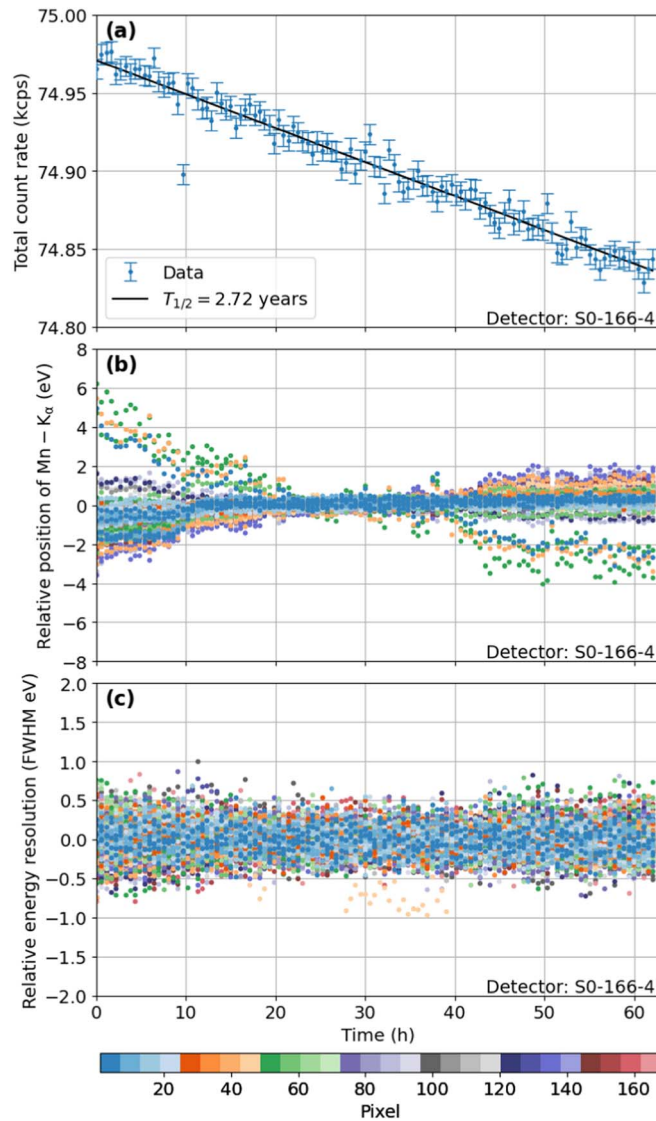 (a)
75.00
74.95
74.90
74.85
74.80
Total count rate (kcps)
Data
T₁/₂ = 2.72 years
Detector: S0-166-4
(b)
8
6
4
2
0
−2
−4
−6
−8
Relative position of Mn − Kα (eV)
Detector: S0-166-4
(c)
2.0
1.5
1.0
0.5
0.0
−0.5
−1.0
−1.5
−2.0
Relative energy resolution (FWHM eV)
Detector: S0-166-4
0 10 20 30 40 50 60
Time (h)
20 40 60 80 100 120 140 160
Pixel